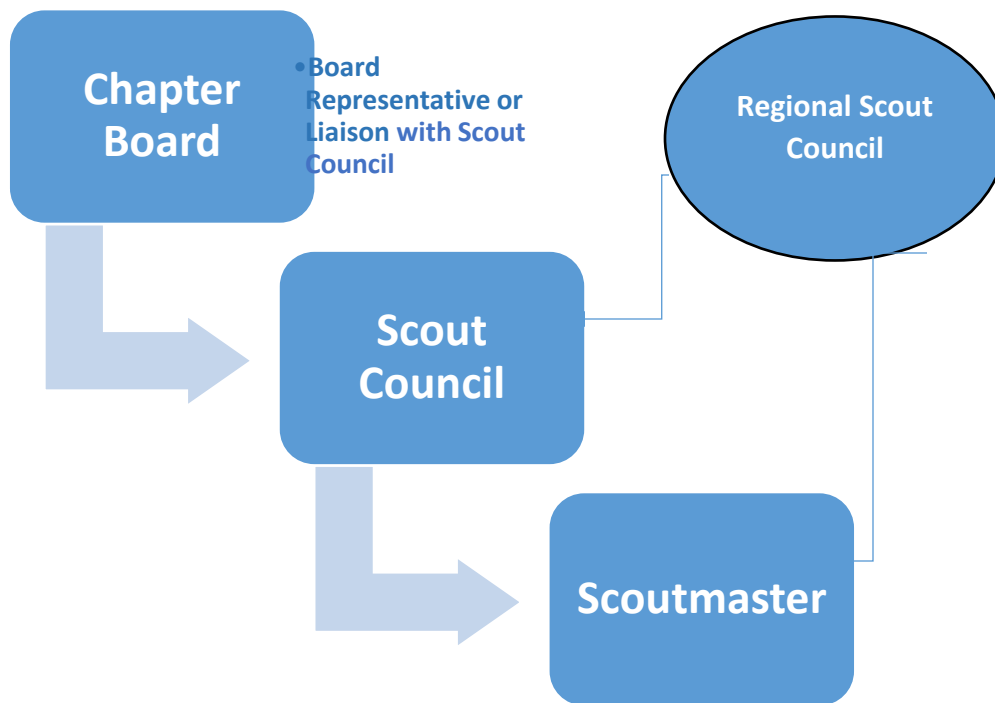 Chapter
Board
•Board
Representative or
Liaison with Scout
Council
Regional Scout
Council
Scout
Council
Scoutmaster